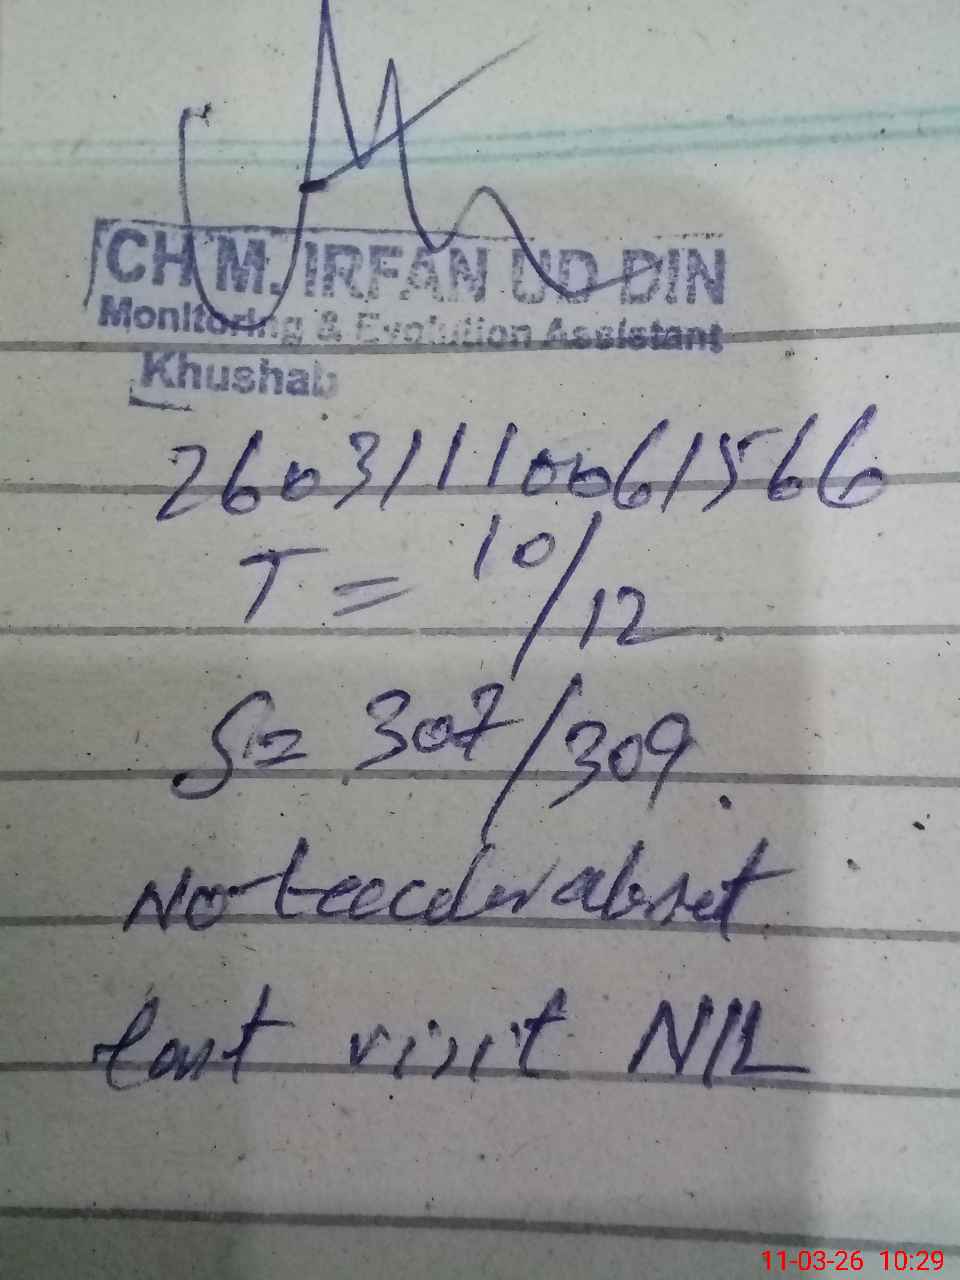 CH M. IRFAN UD DIN
Monitoring & Evolution Assistant
Khushab
26031110061566
T = 10/12
S= 307/309
No absent
last visit NIL
11-03-26 10:29